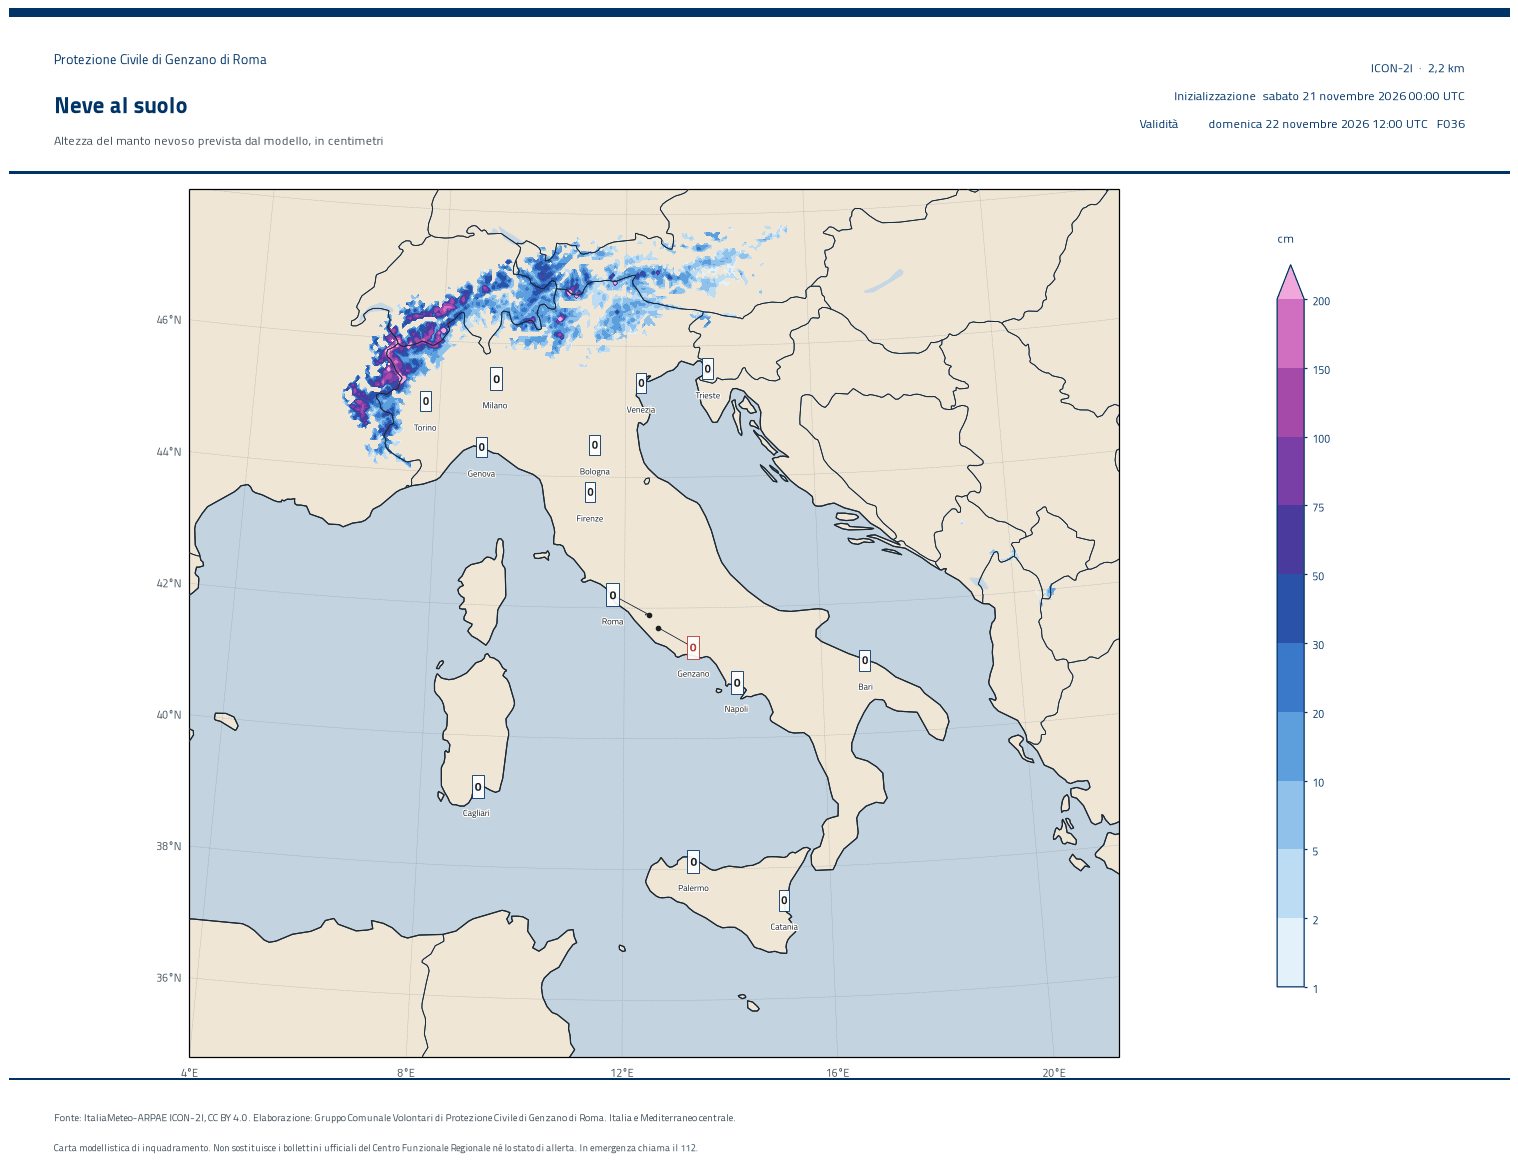 Protezione Civile di Genzano di Roma
Neve al suolo
Altezza del manto nevoso prevista dal modello, in centimetri
ICON-2I · 2,2 km
Inizializzazione sabato 21 novembre 2026 00:00 UTC
Validità domenica 22 novembre 2026 12:00 UTC F036
cm
200
150
100
75
50
30
20
10
5
2
1
46°N
44°N
42°N
40°N
38°N
36°N
4°E
8°E
12°E
16°E
20°E
0
Trieste
0
Milano
0
Venezia
0
Torino
0
Genova
0
Bologna
0
Firenze
0
Roma
0
Genzano
0
Bari
0
Napoli
0
Cagliari
0
Palermo
0
Catania
Fonte: ItaliaMeteo-ARPAE ICON-2I, CC BY 4.0. Elaborazione: Gruppo Comunale Volontari di Protezione Civile di Genzano di Roma. Italia e Mediterraneo centrale.
Carta modellistica di inquadramento. Non sostituisce i bollettini ufficiali del Centro Funzionale Regionale né lo stato di allerta. In emergenza chiama il 112.